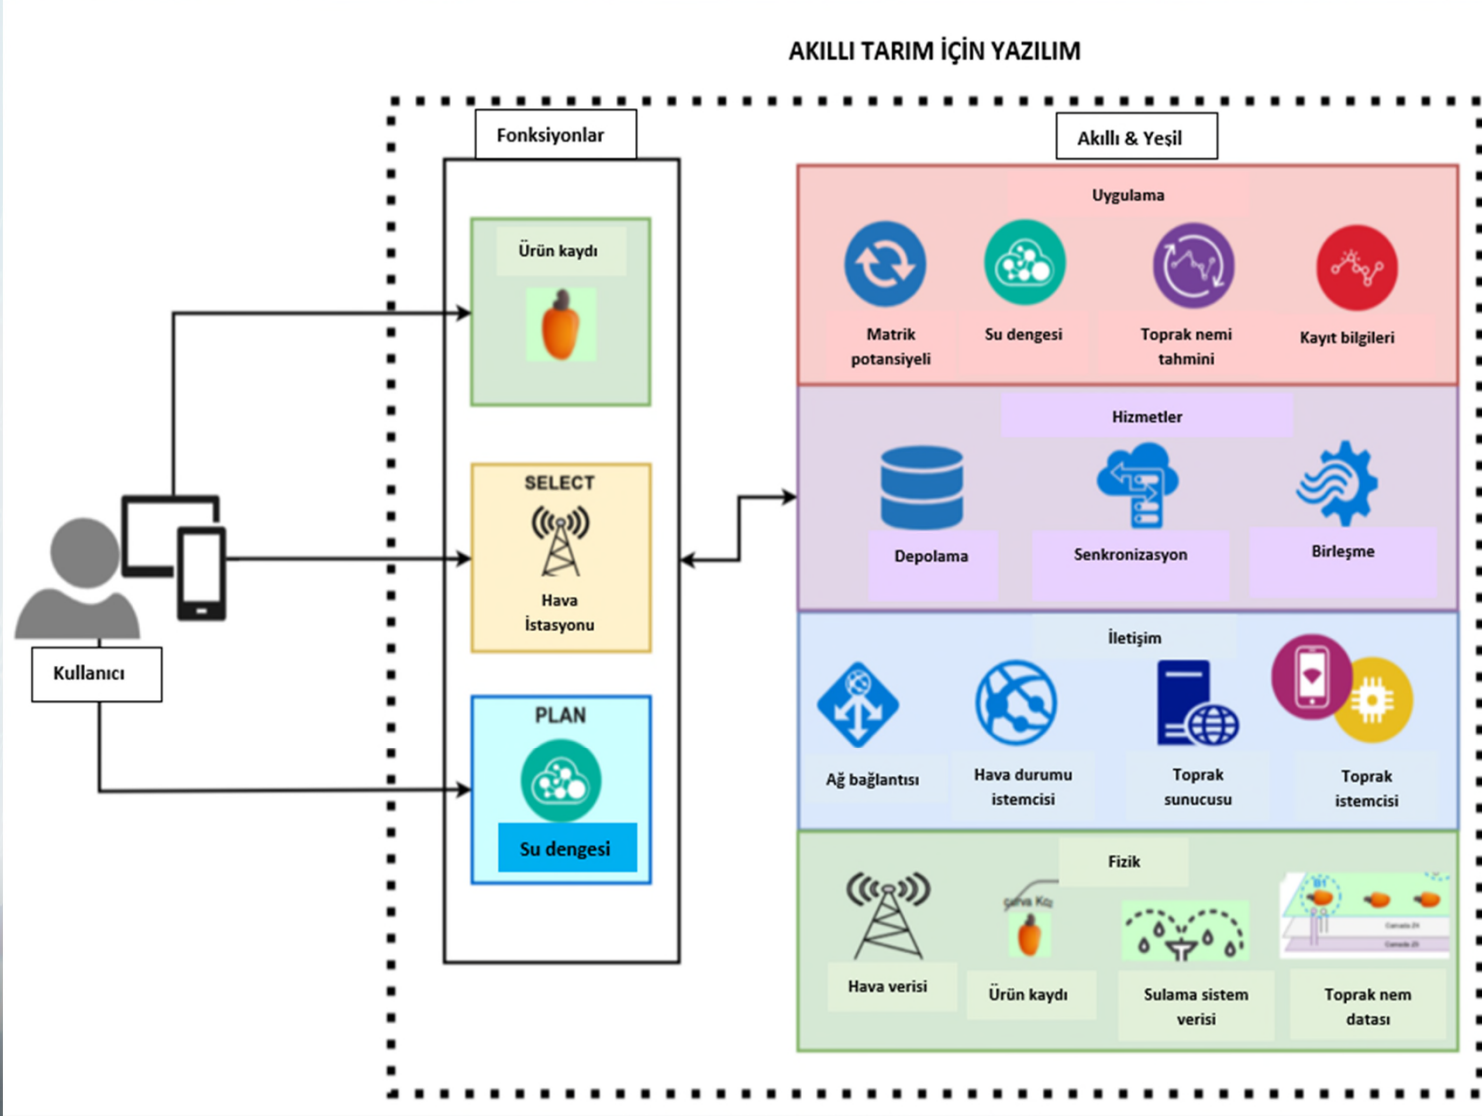 AKILLI TARIM İÇİN YAZILIM
Fonksiyonlar
Ürün kaydı
SELECT
Hava
İstasyonu
PLAN
Su dengesi
Kullanıcı
Akıllı & Yeşil
Uygulama
Matrik
potansiyeli
Su dengesi
Toprak nemi
tahmini
Kayıt bilgileri
Hizmetler
Depolama
Senkronizasyon
Birleşme
İletişim
Ağ bağlantısı
Hava durumu
istemcisi
Toprak
sunucusu
Toprak
istemcisi
Fizik
Hava verisi
Ürün kaydı
Sulama sistem
verisi
B1
Toprak nem
datası